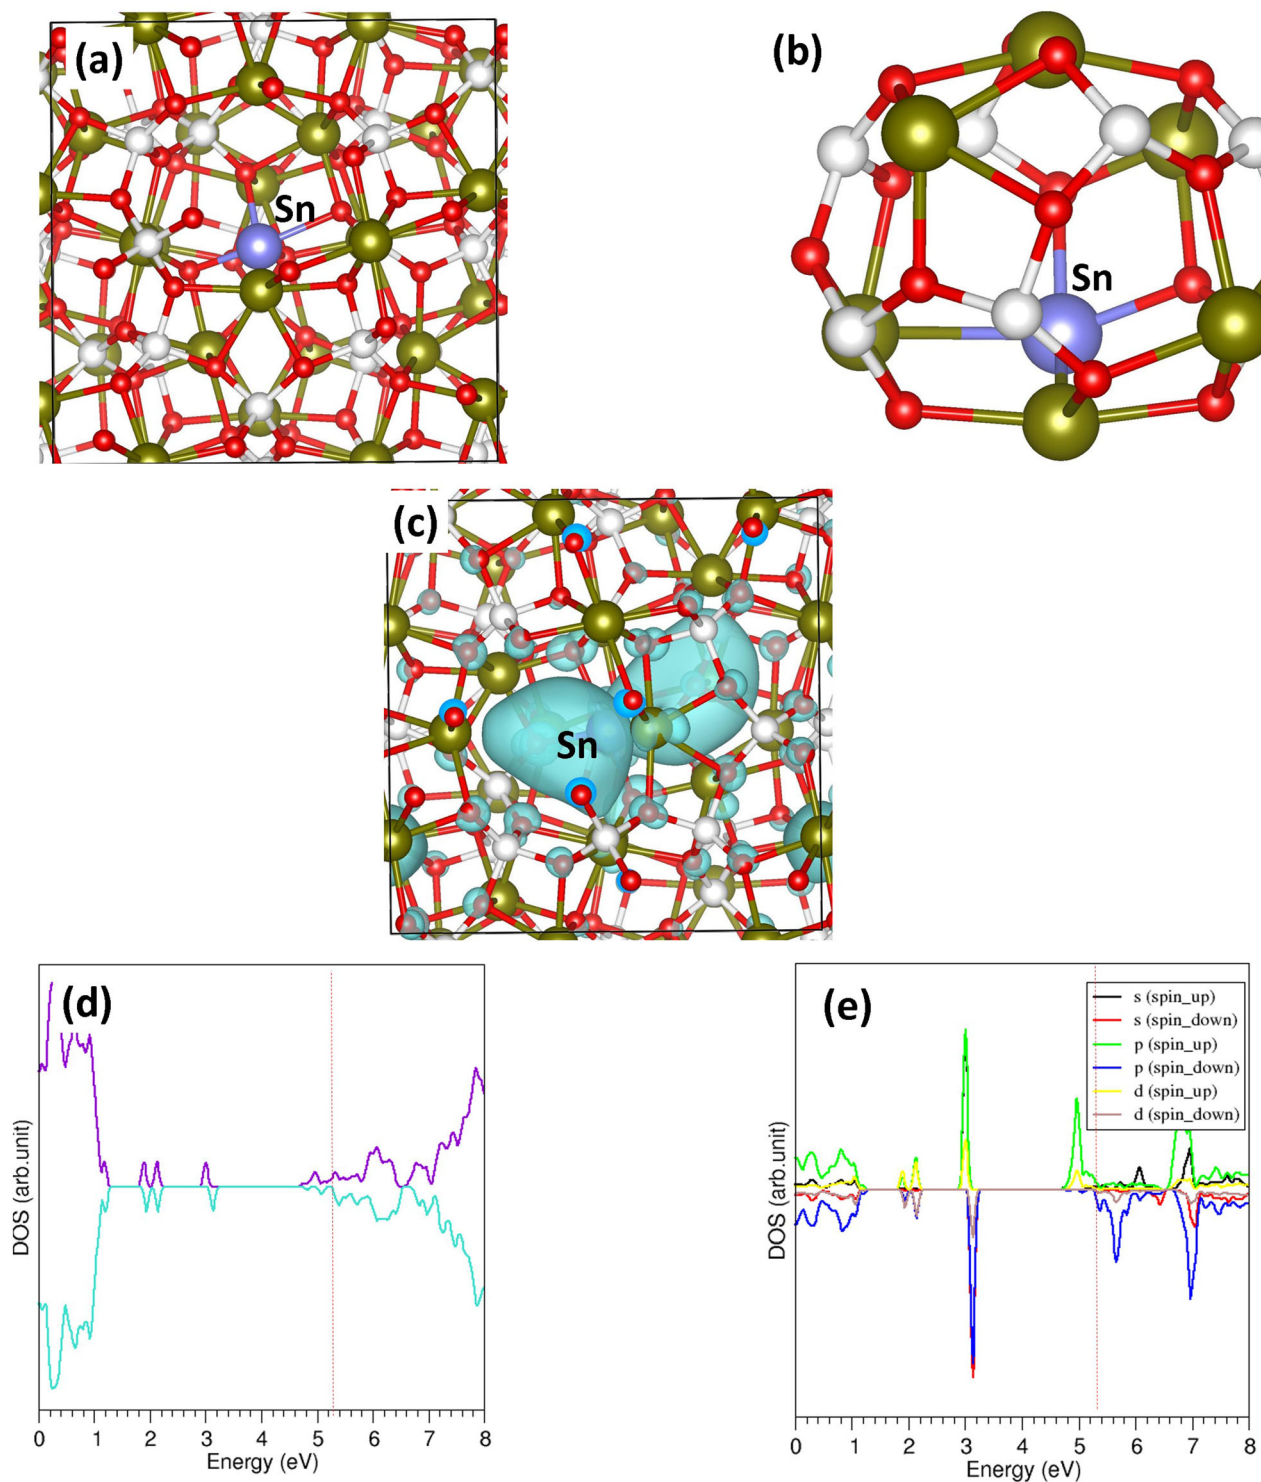 (a)
Sn
(b)
Sn
(c)
Sn
(d)
DOS (arb.unit)
0 1 2 3 4 5 6 7 8
Energy (eV)
(e)
s (spin_up)
s (spin_down)
p (spin_up)
p (spin_down)
d (spin_up)
d (spin_down)
DOS (arb.unit)
0 1 2 3 4 5 6 7 8
Energy (eV)